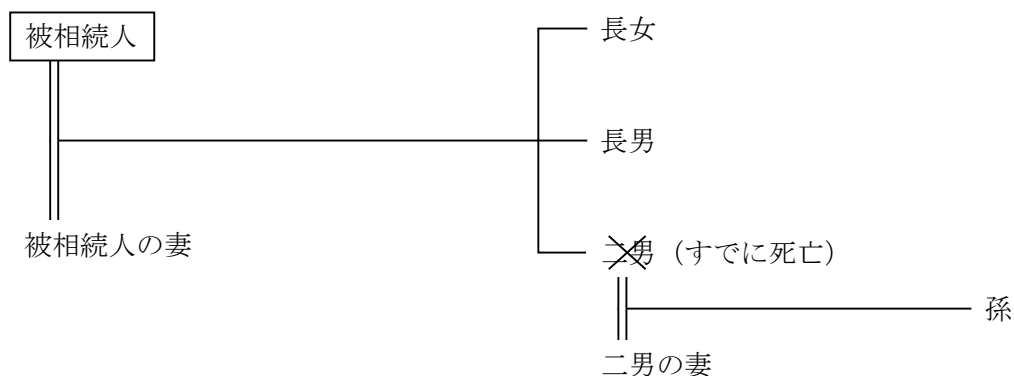 被相続人
長女
長男
被相続人の妻
二男（すでに死亡）
孫
二男の妻